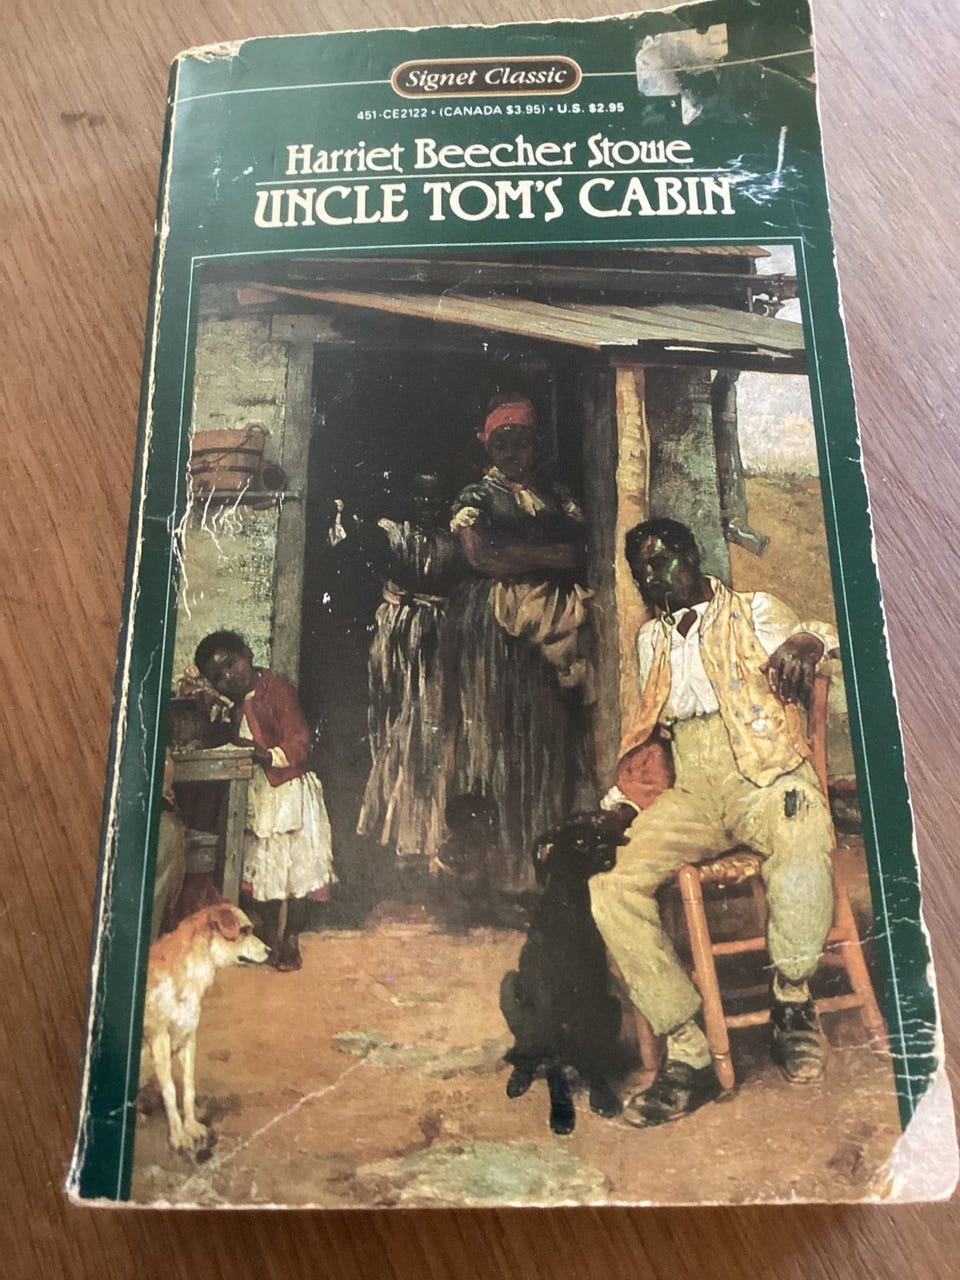 Signet Classic
451-CE2122 • (CANADA $3.95) • U.S. $2.95
Harriet Beecher Stowe
UNCLE TOM'S CABIN